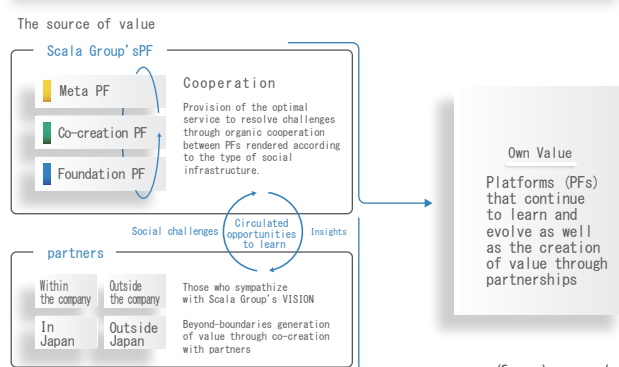 The source of value
Scala Group'sPF
Meta PF
Co-creation PF
Foundation PF
Cooperation
Provision of the optimal
service to resolve challenges
through organic cooperation
between PFs rendered according
to the type of social
infrastructure.
Social challenges
Circulated
opportunities
to learn
Insights
partners
Within
the company
Outside
the company
In
Japan
Outside
Japan
Those who sympathize
with Scala Group's VISION
Beyond-boundaries generation
of value through co-creation
with partners
Own Value
Platforms (PFs)
that continue
to learn and
evolve as well
as the creation
of value through
partnerships